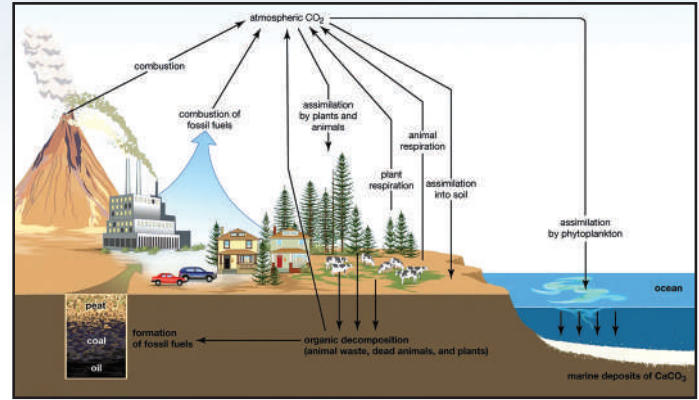 atmospheric CO₂
combustion
combustion of
fossil fuels
assimilation
by plants and
animals
animal
respiration
plant
respiration
assimilation
into soil
assimilation
by phytoplankton
ocean
peat
coal
oil
formation
of fossil fuels
organic decomposition
(animal waste, dead animals, and plants)
marine deposits of CaCO₃